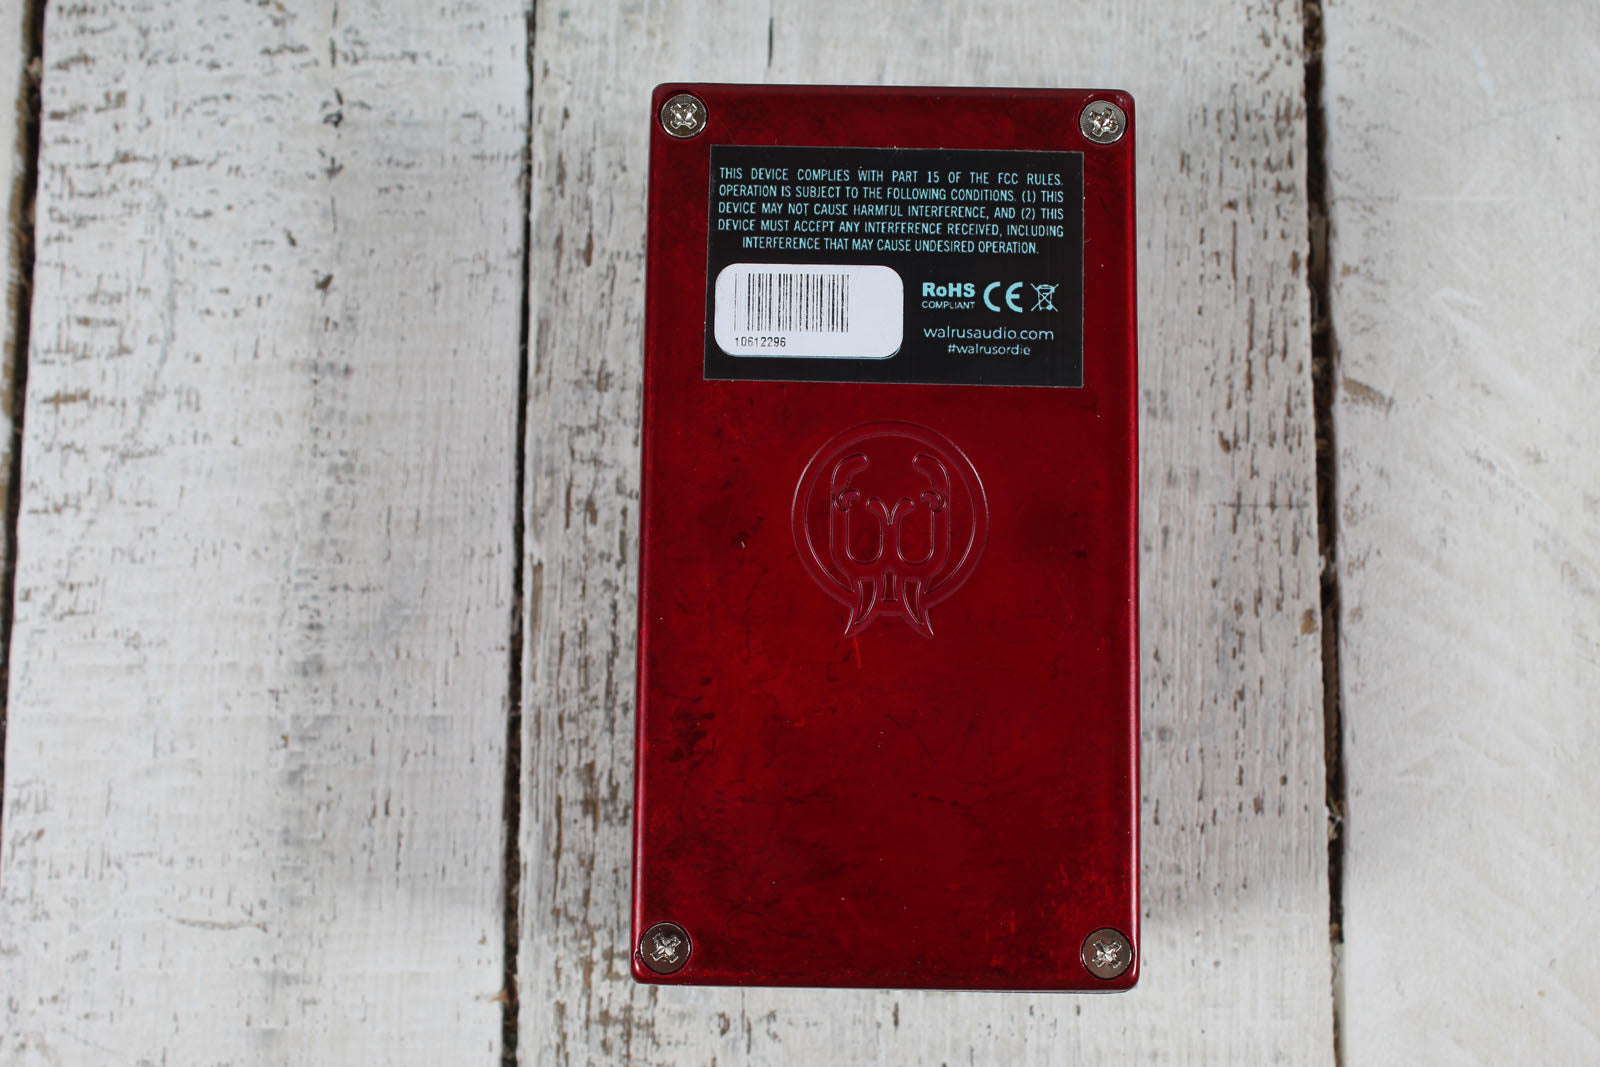 THIS DEVICE COMPLIES WITH PART 15 OF THE FCC RULES.
OPERATION IS SUBJECT TO THE FOLLOWING CONDITIONS. (1) THIS
DEVICE MAY NOT CAUSE HARMFUL INTERFERENCE, AND (2) THIS
DEVICE MUST ACCEPT ANY INTERFERENCE RECEIVED, INCLUDING
INTERFERENCE THAT MAY CAUSE UNDESIRED OPERATION.
10612296
RoHS
COMPLIANT
CE
walrusaudio.com
#walrusordie